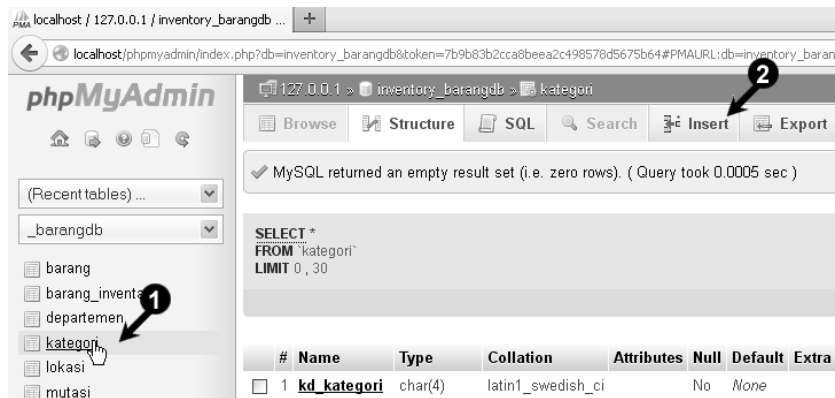 localhost / 127.0.0.1 / inventory_barangdb ...
localhost/phpmyadmin/index.php?db=inventory_barangdb&token=7b9b83b2cca8beea2c498578d5675b64#PMAURL:db=inventory_baran
phpMyAdmin
127.0.0.1 » inventory_barangdb » kategori
2
Browse Structure SQL Search Insert Export
MySQL returned an empty result set (i.e. zero rows). ( Query took 0.0005 sec )
(Recent tables) ...
_barangdb
SELECT *
FROM `kategori`
LIMIT 0 , 30
barang
barang_inventa
1
departemen
kategori
lokasi
mutasi
# Name Type Collation Attributes Null Default Extra
1 kd_kategori char(4) latin1_swedish_ci No None